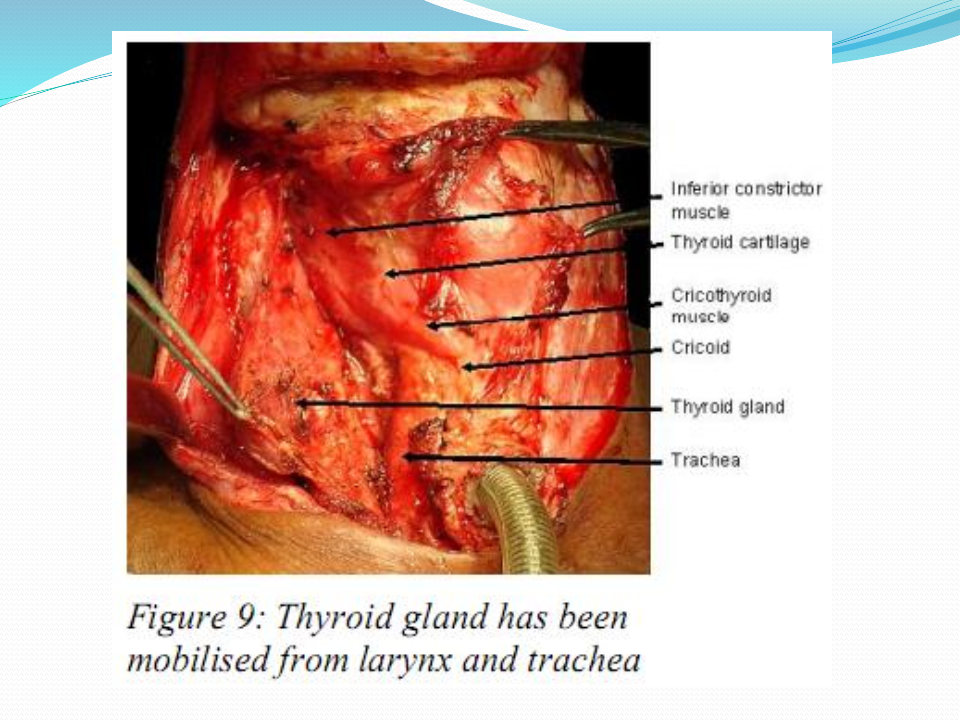 Inferior constrictor
muscle
Thyroid cartilage
Cricothyroid
muscle
Cricoid
Thyroid gland
Trachea
Figure 9: Thyroid gland has been
mobilised from larynx and trachea